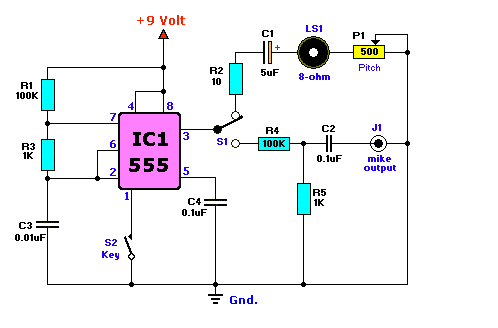 +9 Volt
C1
+
5uF
LS1
8-ohm
P1
500
Pitch
R1
100K
R2
10
4
8
7
IC1
555
3
S1
R4
100K
C2
0.1uF
J1
mike
output
R3
1K
6
2
5
1
C4
0.1uF
R5
1K
C3
0.01uF
S2
Key
Gnd.